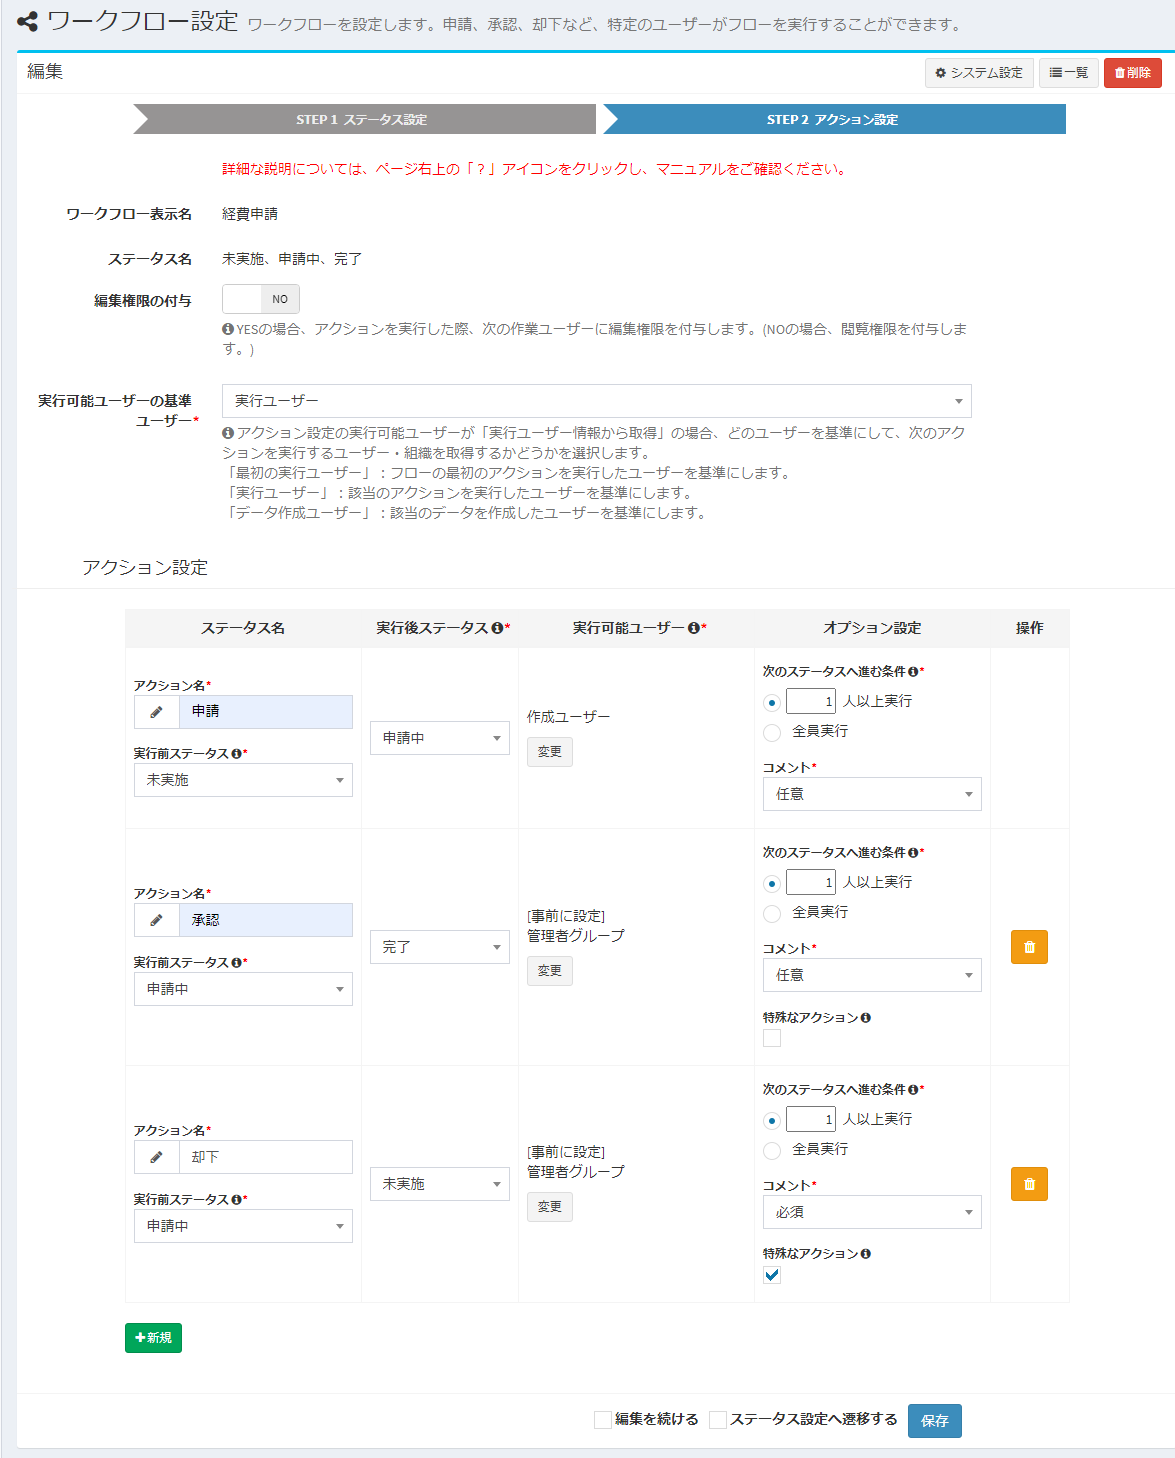 ワークフロー設定 ワークフローを設定します。申請、承認、却下など、特定のユーザーがフローを実行することができます。
編集
システム設定
一覧
削除
STEP 1 ステータス設定
STEP 2 アクション設定
詳細な説明については、ページ右上の「？」アイコンをクリックし、マニュアルをご確認ください。
ワークフロー表示名 経費申請
ステータス名 未実施、申請中、完了
編集権限の付与 NO
YESの場合、アクションを実行した際、次の作業ユーザーに編集権限を付与します。(NOの場合、閲覧権限を付与しま
す。)
実行可能ユーザーの基準
ユーザー*
実行ユーザー
アクション設定の実行可能ユーザーが「実行ユーザー情報から取得」の場合、どのユーザーを基準にして、次のアク
ションを実行するユーザー・組織を取得するかどうかを選択します。
「最初の実行ユーザー」：フローの最初のアクションを実行したユーザーを基準にします。
「実行ユーザー」：該当のアクションを実行したユーザーを基準にします。
「データ作成ユーザー」：該当のデータを作成したユーザーを基準にします。
アクション設定
ステータス名 実行後ステータス* 実行可能ユーザー* オプション設定 操作
アクション名*
申請
実行前ステータス*
未実施
申請中
作成ユーザー
変更
次のステータスへ進む条件*
1 人以上実行
全員実行
コメント*
任意
アクション名*
承認
実行前ステータス*
申請中
完了
[事前に設定]
管理者グループ
変更
次のステータスへ進む条件*
1 人以上実行
全員実行
コメント*
任意
特殊なアクション
アクション名*
却下
実行前ステータス*
申請中
未実施
[事前に設定]
管理者グループ
変更
次のステータスへ進む条件*
1 人以上実行
全員実行
コメント*
必須
特殊なアクション
+新規
編集を続ける ステータス設定へ遷移する 保存